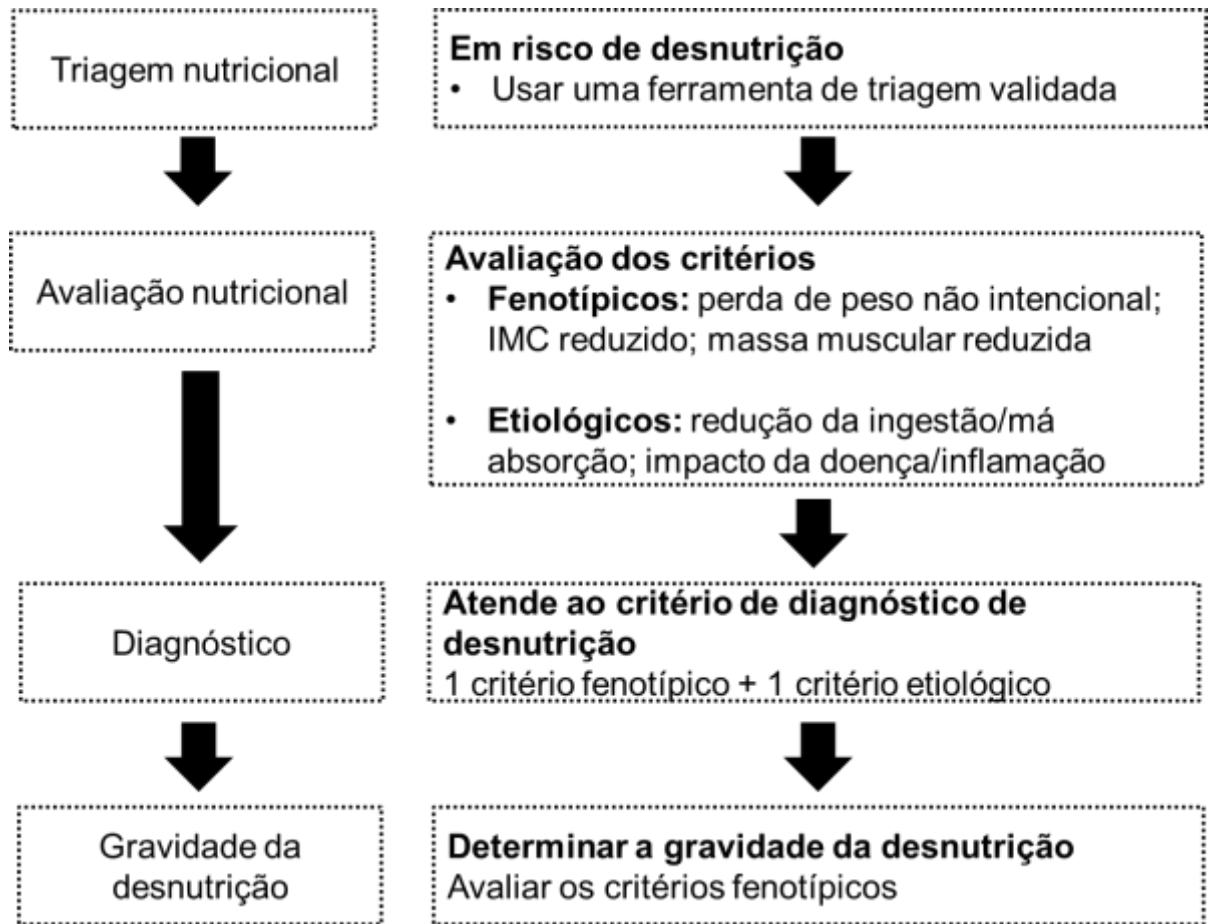 Triagem nutricional
Em risco de desnutrição
• Usar uma ferramenta de triagem validada
Avaliação nutricional
Avaliação dos critérios
• Fenotípicos: perda de peso não intencional;
IMC reduzido; massa muscular reduzida
• Etiológicos: redução da ingestão/má
absorção; impacto da doença/inflamação
Diagnóstico
Atende ao critério de diagnóstico de
desnutrição
1 critério fenotípico + 1 critério etiológico
Gravidade da
desnutrição
Determinar a gravidade da desnutrição
Avaliar os critérios fenotípicos